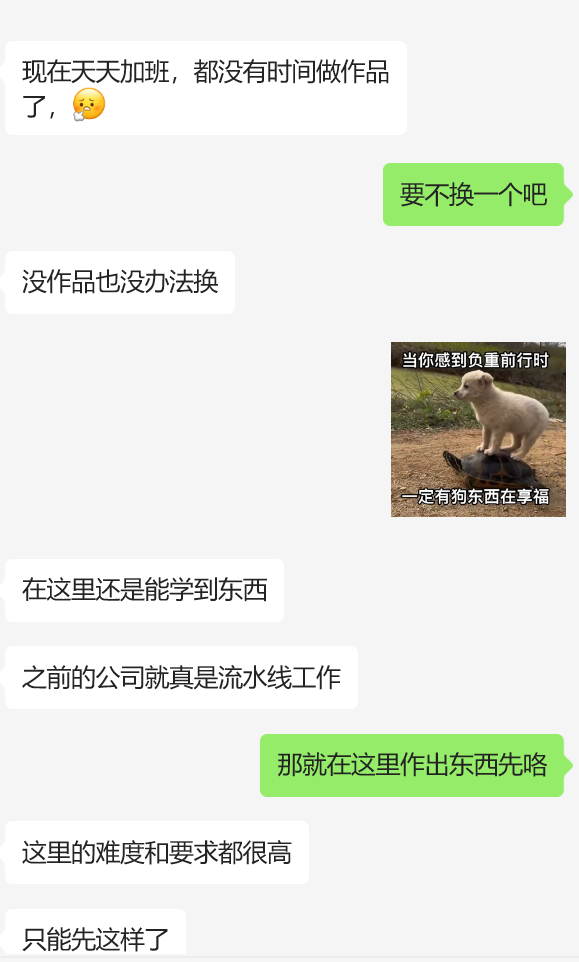 现在天天加班，都没有时间做作品
了，😮‍💨
要不换一个吧
没作品也没办法换
当你感到负重前行时
一定有狗东西在享福
在这里还是能学到东西
之前的公司就真是流水线工作
那就在这里作出东西先咯
这里的难度和要求都很高
只能先这样了